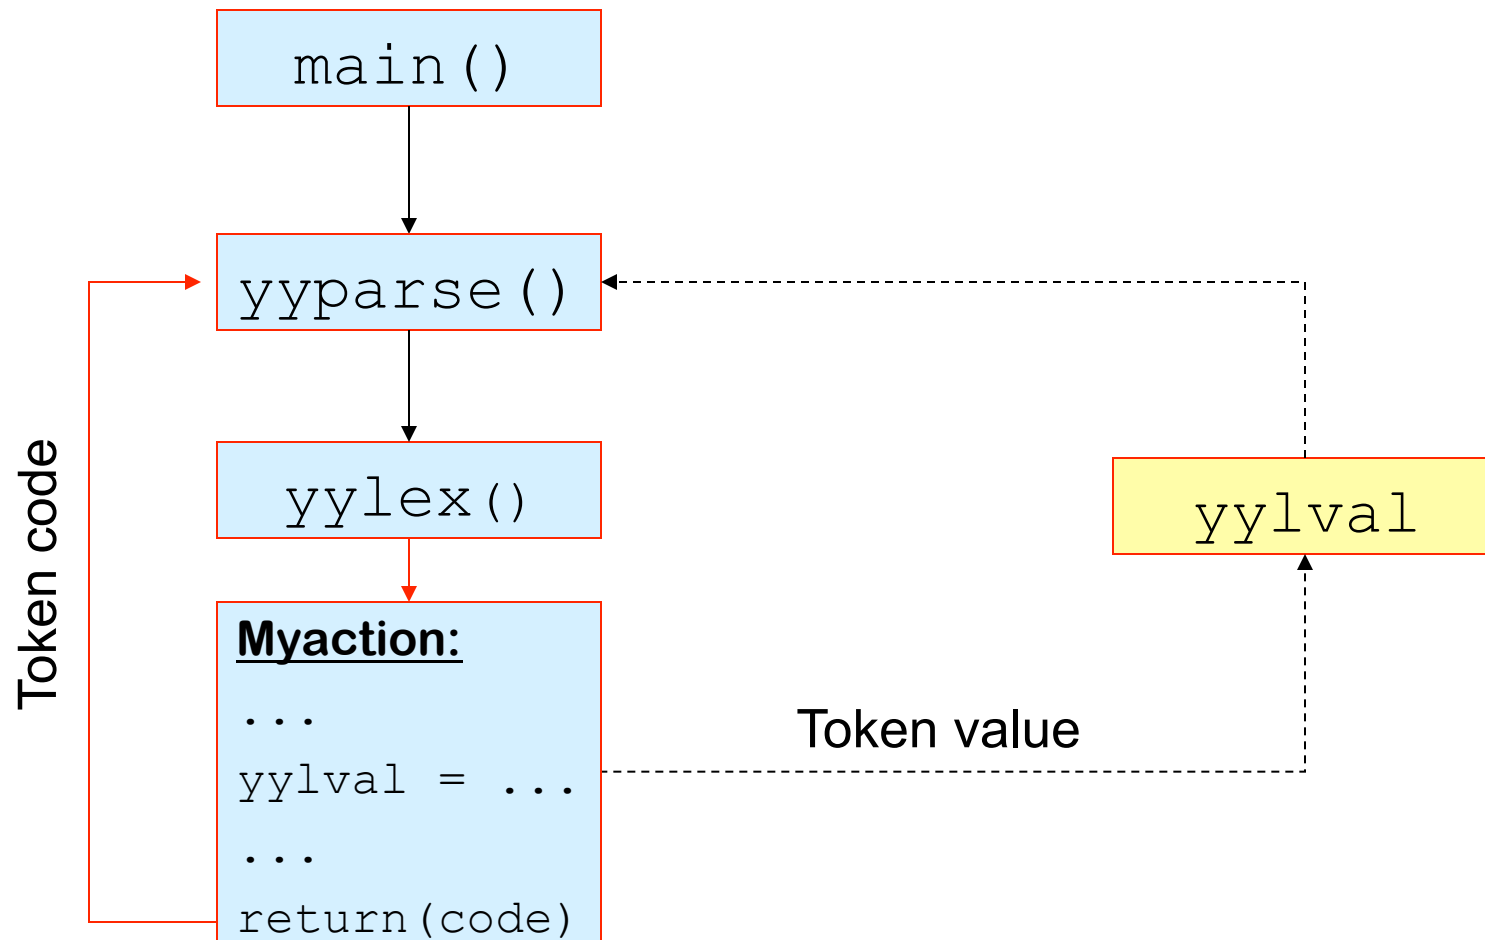 main()
yyparse()
yylex()
Token code
yylval
Myaction:
...
yylval = ...
...
return(code)
Token value